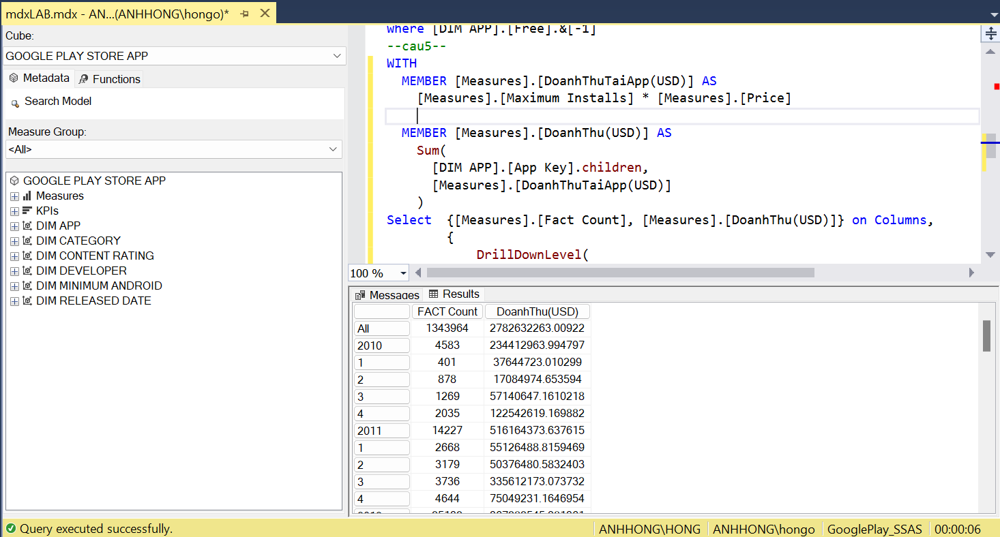 mdxLAB.mdx - AN...(ANHHONG\hongo)*
Cube:
GOOGLE PLAY STORE APP
Metadata
Functions
Search Model
Measure Group:
<All>
GOOGLE PLAY STORE APP
Measures
KPIs
DIM APP
DIM CATEGORY
DIM CONTENT RATING
DIM DEVELOPER
DIM MINIMUM ANDROID
DIM RELEASED DATE
where [DIM APP].[Free].&[-1]
--cau5--
WITH
MEMBER [Measures].[DoanhThuTaiApp(USD)] AS
[Measures].[Maximum Installs] * [Measures].[Price]
MEMBER [Measures].[DoanhThu(USD)] AS
Sum(
[DIM APP].[App Key].children,
[Measures].[DoanhThuTaiApp(USD)]
)
Select {[Measures].[Fact Count], [Measures].[DoanhThu(USD)]} on Columns,
{
DrillDownLevel(
100 %
Messages Results
FACT Count DoanhThu(USD)
All 1343964 2782632263.00922
2010 4583 234412963.994797
1 401 37644723.010299
2 878 17084974.653594
3 1269 57140647.1610218
4 2035 122542619.169882
2011 14227 516164373.637615
1 2668 55126488.8159469
2 3179 50376480.5832403
3 3736 335612173.073732
4 4644 75049231.1646954
Query executed successfully. ANHHONG\HONG ANHHONG\hongo GooglePlay_SSAS 00:00:06